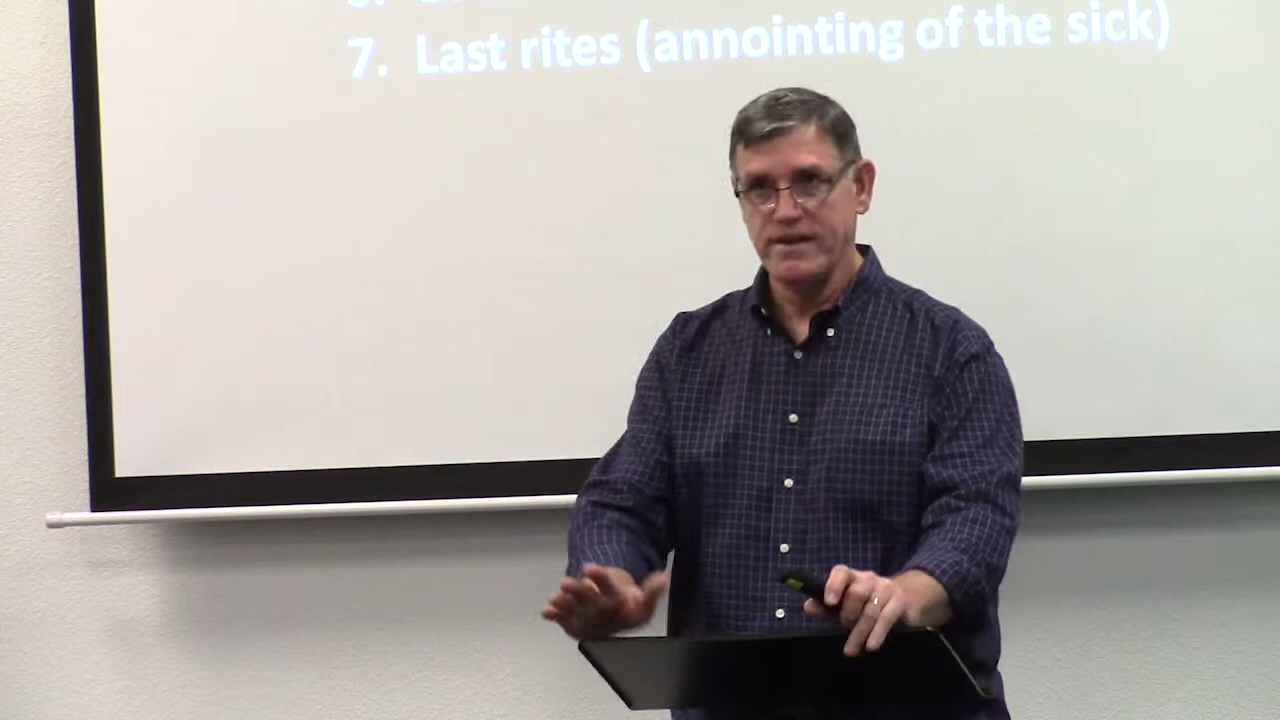 7. Last rites (annointing of the sick)